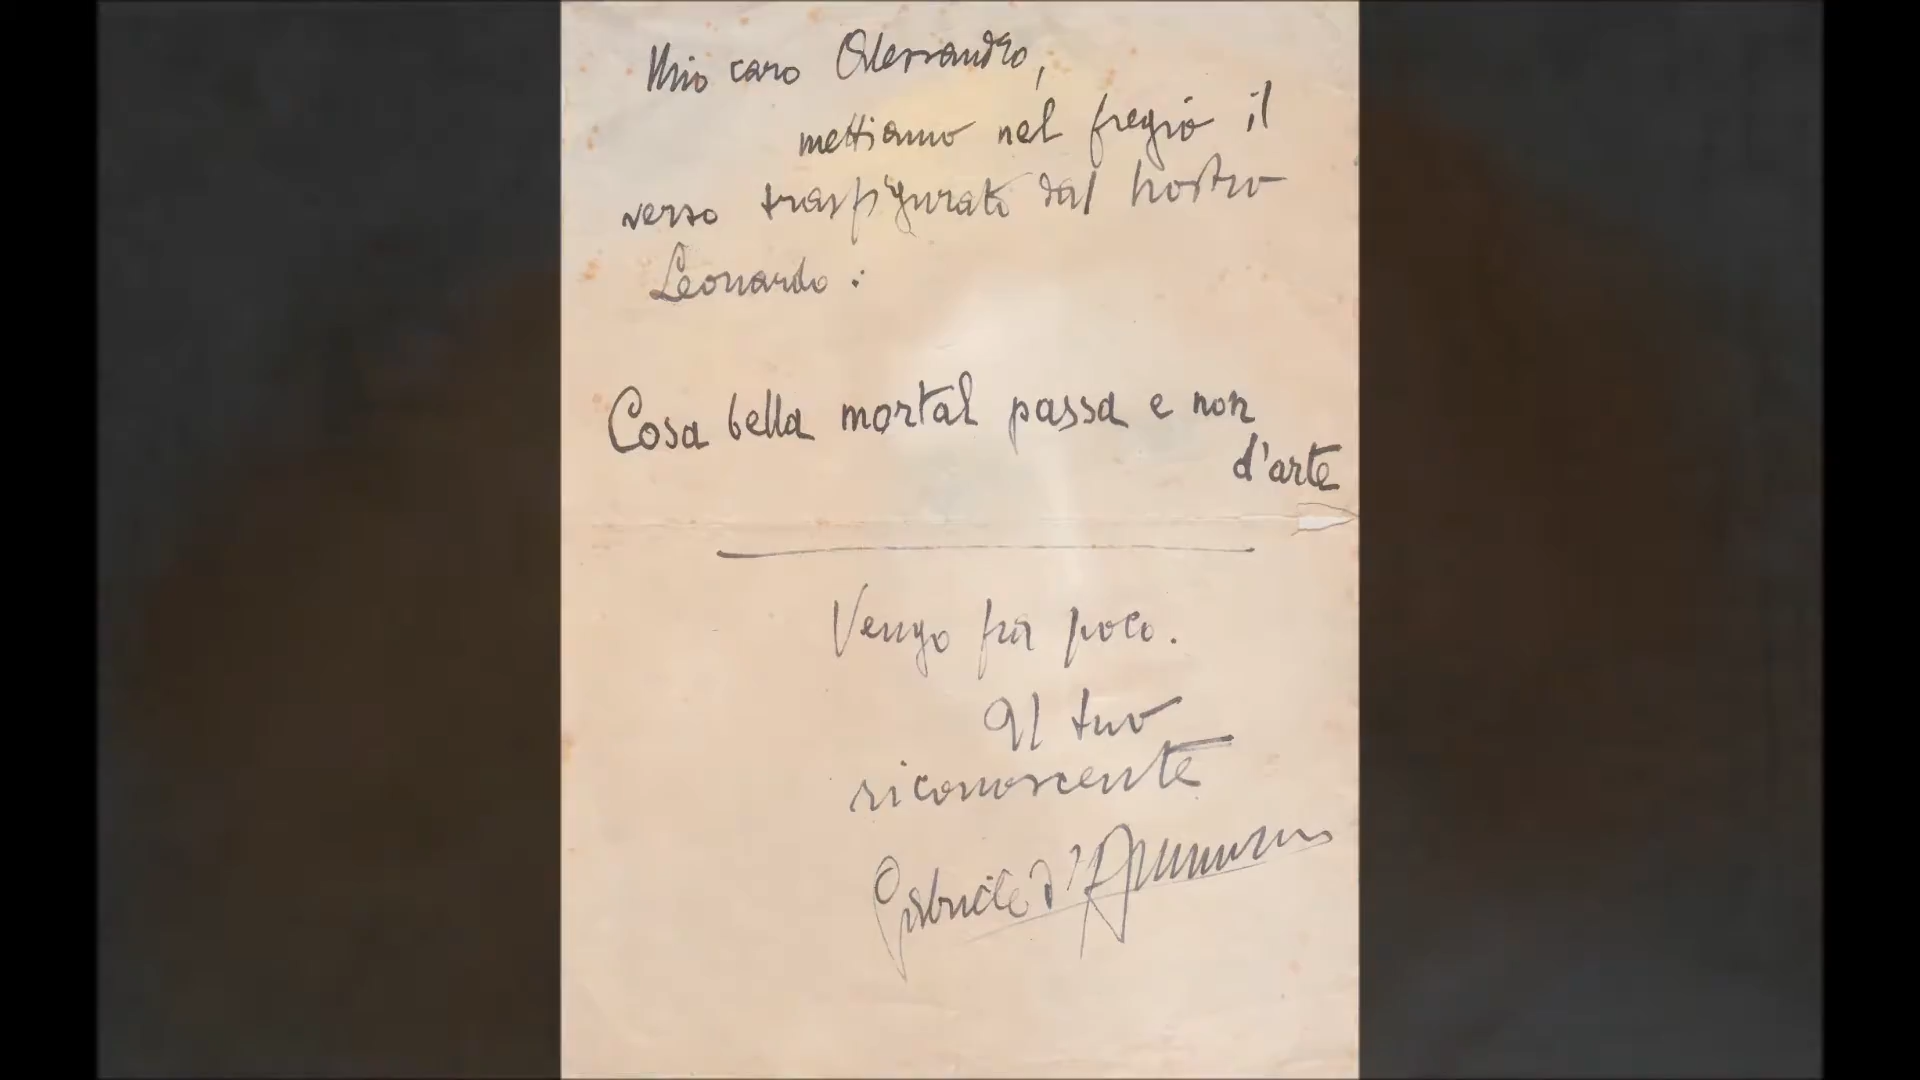 Mio caro Alessandro,
mettiamo nel fregio il
verso trasfigurato dal nostro
Leonardo:
Cosa bella mortal passa e non
d'arte
Vengo fra poco.
Il tuo
riconoscente
Gabriele d'Annunzio